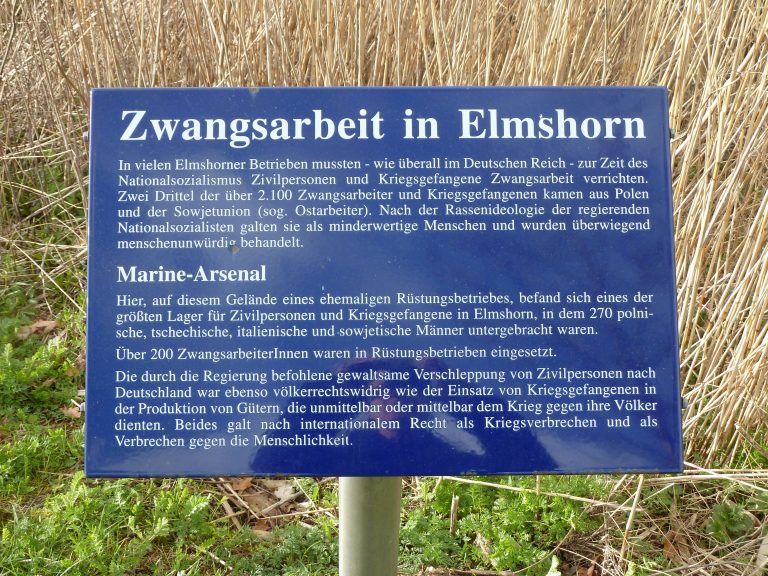 Zwangsarbeit in Elmshorn
In vielen Elmshorner Betrieben mussten - wie überall im Deutschen Reich - zur Zeit des
Nationalsozialismus Zivilpersonen und Kriegsgefangene Zwangsarbeit verrichten.
Zwei Drittel der über 2.100 Zwangsarbeiter und Kriegsgefangenen kamen aus Polen
und der Sowjetunion (sog. Ostarbeiter). Nach der Rassenideologie der regierenden
Nationalsozialisten galten sie als minderwertige Menschen und wurden überwiegend
menschenunwürdig behandelt.
Marine-Arsenal
Hier, auf diesem Gelände eines ehemaligen Rüstungsbetriebes, befand sich eines der
größten Lager für Zivilpersonen und Kriegsgefangene in Elmshorn, in dem 270 polni-
sche, tschechische, italienische und sowjetische Männer untergebracht waren.
Über 200 ZwangsarbeiterInnen waren in Rüstungsbetrieben eingesetzt.
Die durch die Regierung befohlene gewaltsame Verschleppung von Zivilpersonen nach
Deutschland war ebenso völkerrechtswidrig wie der Einsatz von Kriegsgefangenen in
der Produktion von Gütern, die unmittelbar oder mittelbar dem Krieg gegen ihre Völker
dienten. Beides galt nach internationalem Recht als Kriegsverbrechen und als
Verbrechen gegen die Menschlichkeit.